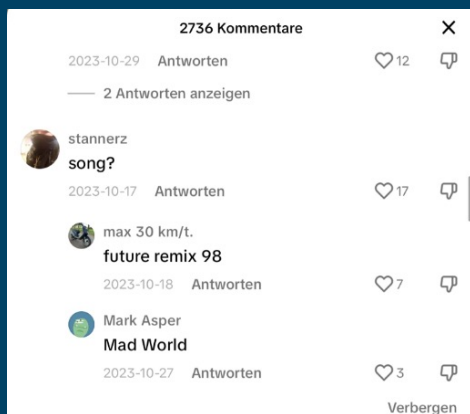 2736 Kommentare
2023-10-29 Antworten 12
2 Antworten anzeigen
stannerz
song?
2023-10-17 Antworten 17
max 30 km/t.
future remix 98
2023-10-18 Antworten 7
Mark Asper
Mad World
2023-10-27 Antworten 3
Verbergen